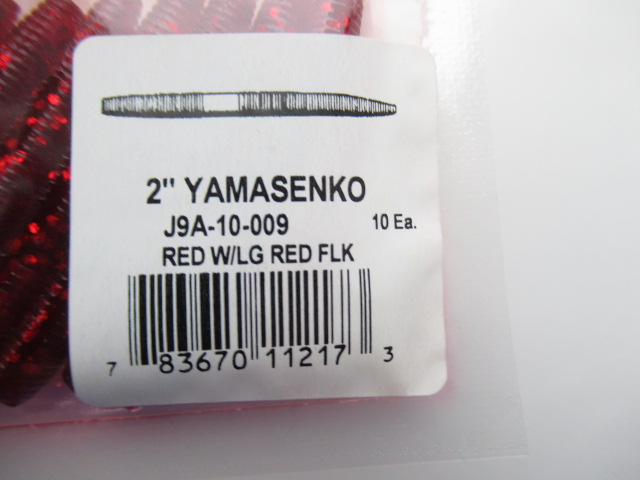 2" YAMASENKO
J9A-10-009 10 Ea.
RED W/LG RED FLK
7 83670 11217 3